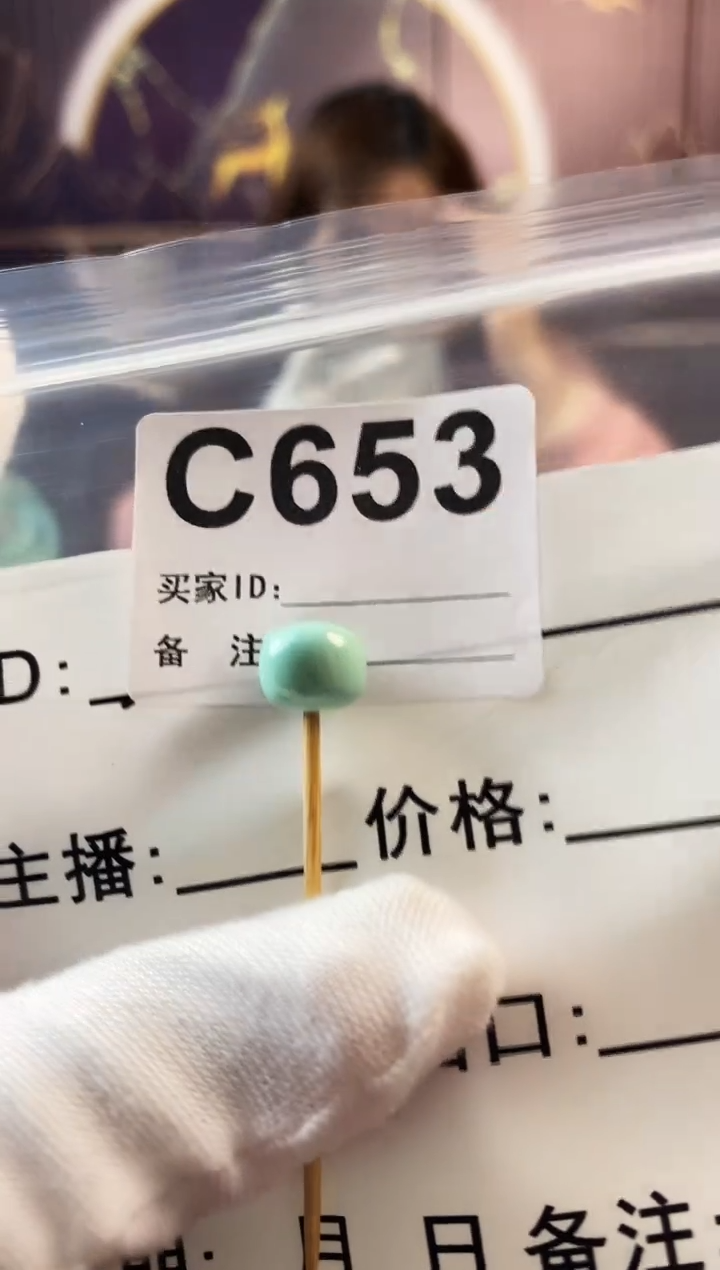 C653
买家ID:
备 注
D:
主播: 价格:
口:
月 日 备注: